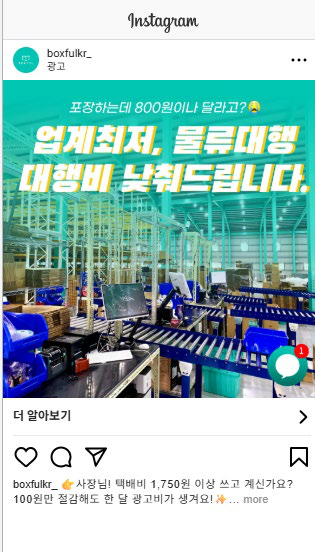 Instagram
boxfulkr_
광고
포장하는데 800원이나 달라고?😭
업계최저, 물류대행
대행비 낮춰드립니다.
1
더 알아보기
boxfulkr_ 👉사장님! 택배비 1,750원 이상 쓰고 계신가요?
100원만 절감해도 한 달 광고비가 생겨요!✨... more